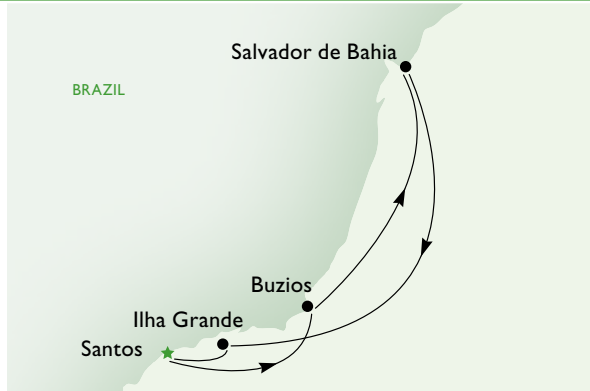 Salvador de Bahia
BRAZIL
Buzios
Ilha Grande
Santos